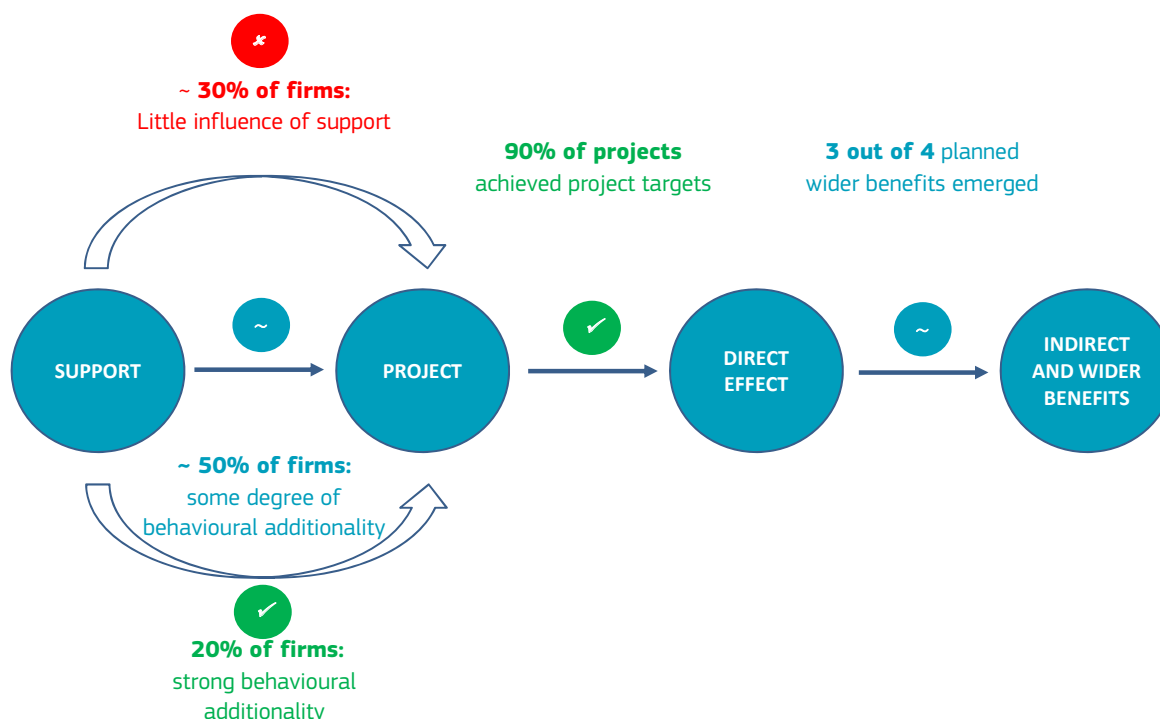 ×
~ 30% of firms:
Little influence of support
90% of projects
achieved project targets
3 out of 4 planned
wider benefits emerged
~
✓
~
SUPPORT
PROJECT
DIRECT
EFFECT
INDIRECT
AND WIDER
BENEFITS
~ 50% of firms:
some degree of
behavioural additionality
✓
20% of firms:
strong behavioural
additionality